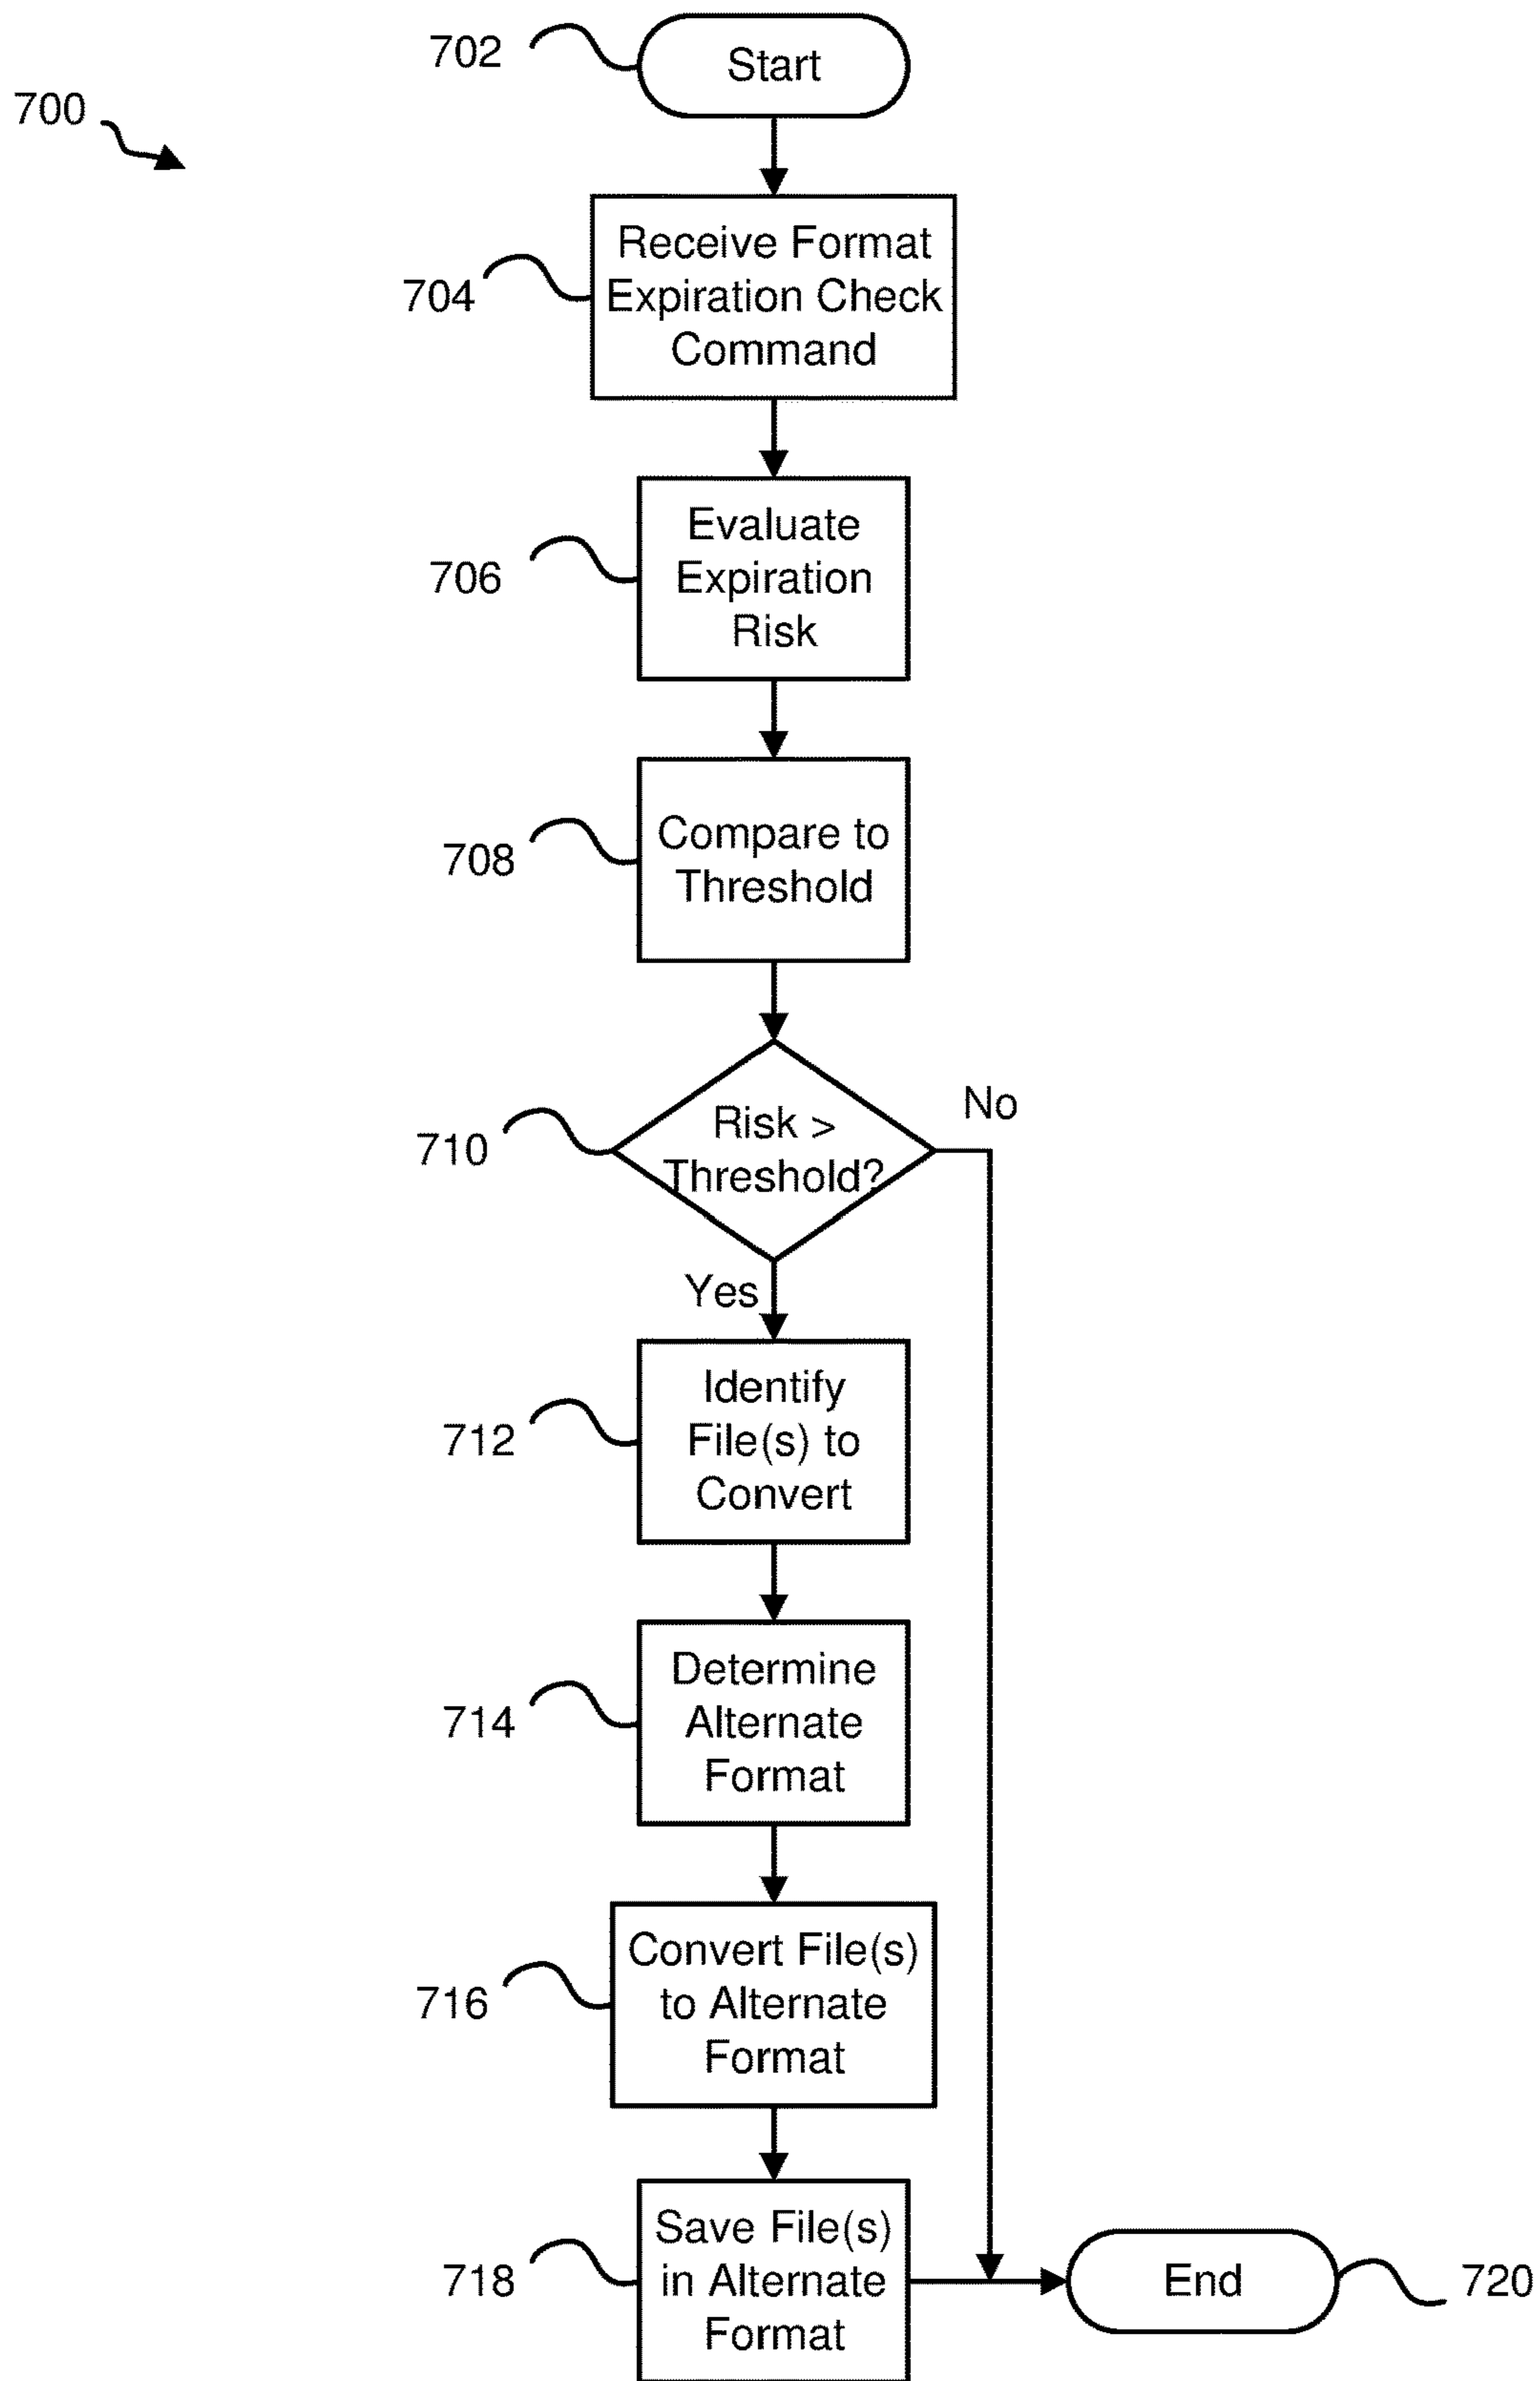 702
Start
700
Receive Format
Expiration Check
Command
704
Evaluate
Expiration
Risk
706
Compare to
Threshold
708
Risk >
Threshold?
No
710
Yes
Identify
File(s) to
Convert
712
Determine
Alternate
Format
714
Convert File(s)
to Alternate
Format
716
Save File(s)
in Alternate
Format
718
End
720